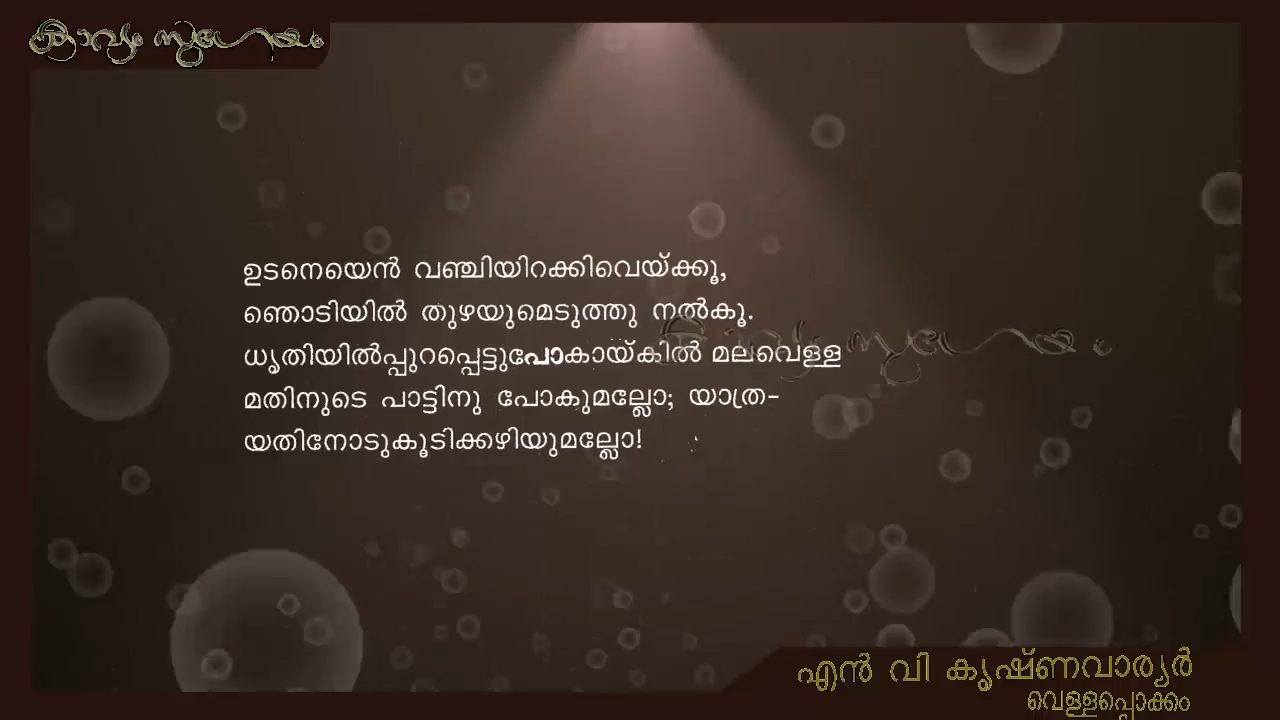 കാവ്യം സുഗേയം
ഉടനെയെൻ വഞ്ചിയിറക്കിവെയ്ക്കൂ,
ഞൊടിയിൽ തുഴയുമെടുത്തു നൽകൂ.
ധൃതിയിൽപ്പുറപ്പെട്ടുപോകായ്കിൽ മലവെള്ള
മതിനുടെ പാട്ടിനു പോകുമല്ലോ; യാത്ര-
യതിനോടുകൂടിക്കഴിയുമല്ലോ!
കാവ്യം സുഗേയം
എൻ വി കൃഷ്ണവാര്യർ
വെള്ളപ്പൊക്കം